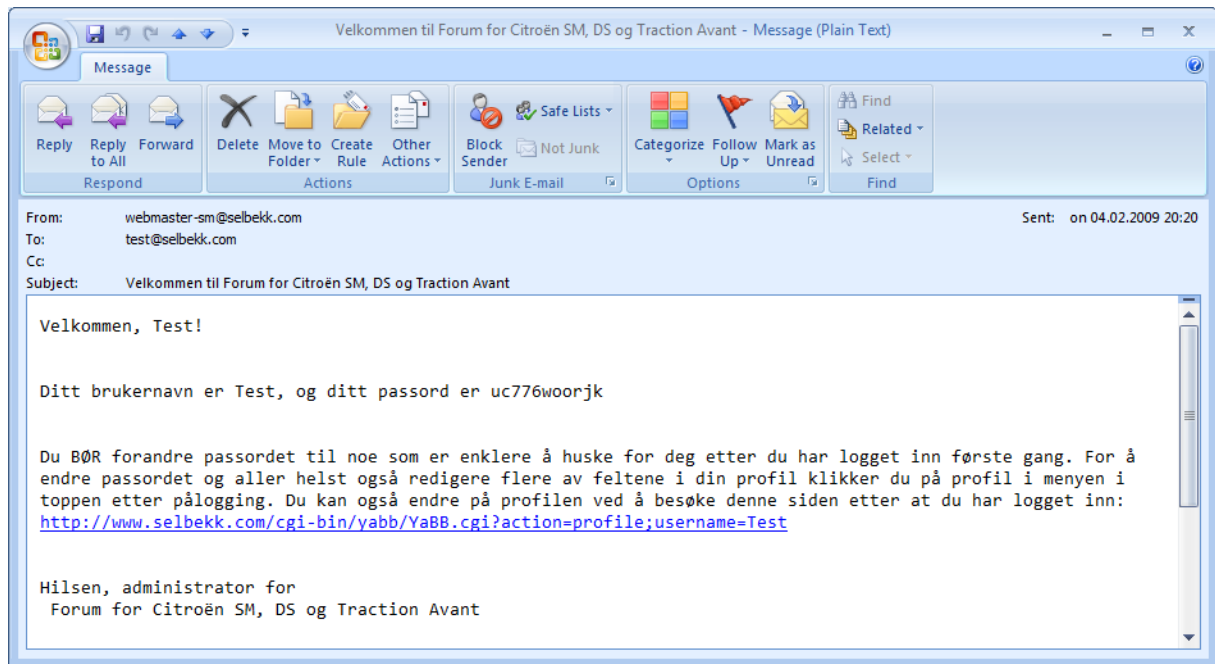 Velkommen til Forum for Citroën SM, DS og Traction Avant - Message (Plain Text)
Message
Reply
Reply to All
Forward
Delete
Move to Folder
Create Rule
Other Actions
Block Sender
Safe Lists
Not Junk
Categorize
Follow Up
Mark as Unread
Find
Related
Select
Respond
Actions
Junk E-mail
Options
Find
From: webmaster-sm@selbekk.com
Sent: on 04.02.2009 20:20
To: test@selbekk.com
Cc:
Subject: Velkommen til Forum for Citroën SM, DS og Traction Avant
Velkommen, Test!
Ditt brukernavn er Test, og ditt passord er uc776woorjk
Du BØR forandre passordet til noe som er enklere å huske for deg etter du har logget inn første gang. For å
endre passordet og aller helst også redigere flere av feltene i din profil klikker du på profil i menyen i
toppen etter pålogging. Du kan også endre på profilen ved å besøke denne siden etter at du har logget inn:
http://www.selbekk.com/cgi-bin/yabb/YaBB.cgi?action=profile;username=Test
Hilsen, administrator for
Forum for Citroën SM, DS og Traction Avant